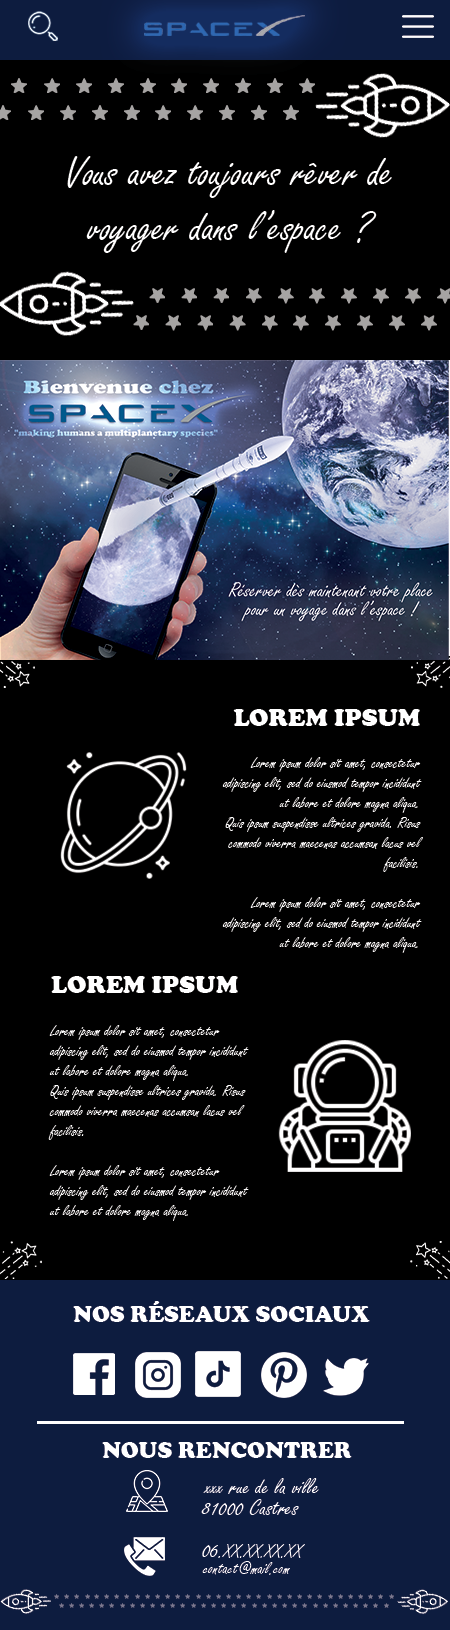 SPACEX
Vous avez toujours rêver de
voyager dans l'espace ?
Bienvenue chez
SPACEX
"making humans a multiplanetary species"
Réserver dès maintenant votre place
pour un voyage dans l'espace !
LOREM IPSUM
Lorem ipsum dolor sit amet, consectetur
adipiscing elit, sed do eiusmod tempor incididunt
ut labore et dolore magna aliqua.
Quis ipsum suspendisse ultrices gravida. Risus
commodo viverra maecenas accumsan lacus vel
facilisis.
Lorem ipsum dolor sit amet, consectetur
adipiscing elit, sed do eiusmod tempor incididunt
ut labore et dolore magna aliqua.
LOREM IPSUM
Lorem ipsum dolor sit amet, consectetur
adipiscing elit, sed do eiusmod tempor incididunt
ut labore et dolore magna aliqua.
Quis ipsum suspendisse ultrices gravida. Risus
commodo viverra maecenas accumsan lacus vel
facilisis.
Lorem ipsum dolor sit amet, consectetur
adipiscing elit, sed do eiusmod tempor incididunt
ut labore et dolore magna aliqua.
NOS RÉSEAUX SOCIAUX
NOUS RENCONTRER
xxx rue de la ville
81000 Castres
06.XX.XX.XX.XX
contact@mail.com